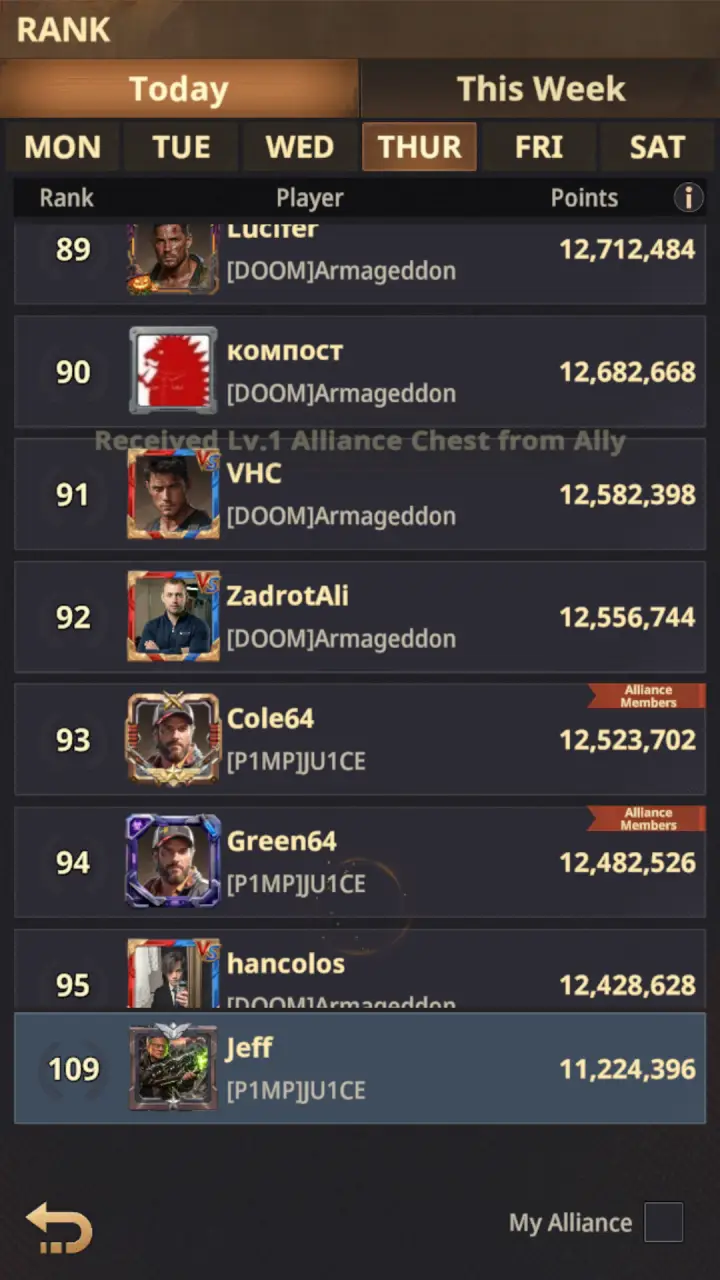 RANK
Today This Week
MON TUE WED THUR FRI SAT
Rank Player Points
89 Lucifer 12,712,484
[DOOM]Armageddon
90 компост 12,682,668
[DOOM]Armageddon
Received Lv.1 Alliance Chest from Ally
91 VHC 12,582,398
[DOOM]Armageddon
92 ZadrotAli 12,556,744
[DOOM]Armageddon
Alliance
Members
93 Cole64 12,523,702
[P1MP]JU1CE
Alliance
Members
94 Green64 12,482,526
[P1MP]JU1CE
95 hancolos 12,428,628
[DOOM]Armageddon
109 Jeff 11,224,396
[P1MP]JU1CE
My Alliance